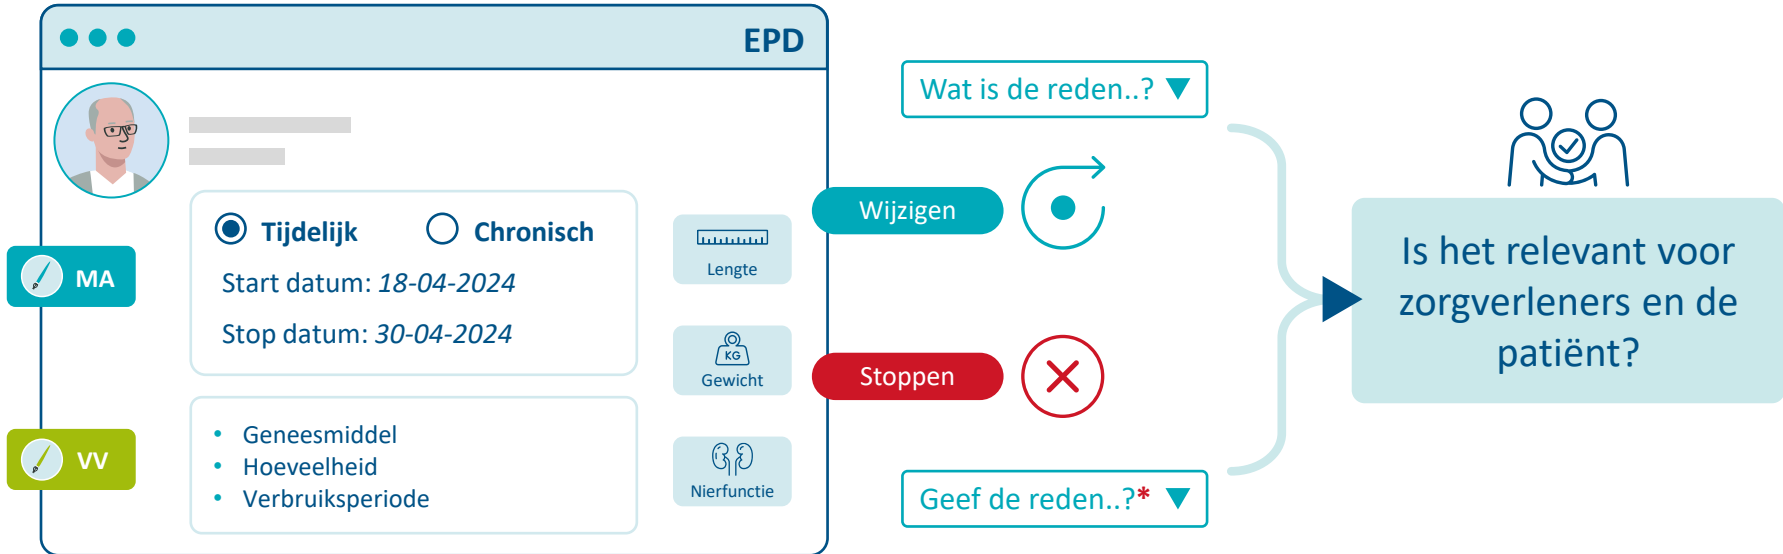 EPD
MA
Tijdelijk
Chronisch
Start datum: 18-04-2024
Stop datum: 30-04-2024
VV
• Geneesmiddel
• Hoeveelheid
• Verbruiksperiode
Lengte
KG
Gewicht
Nierfunctie
Wat is de reden..?
Wijzigen
Stoppen
Geef de reden..?*
Is het relevant voor
zorgverleners en de
patiënt?